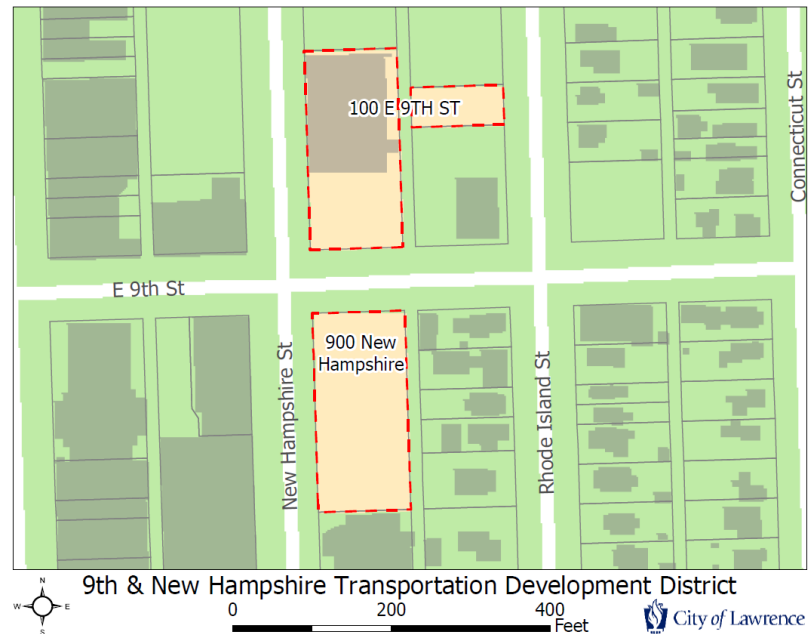 Connecticut St
100 E 9TH ST
E 9th St
900 New
Hampshire
New Hampshire St
Rhode Island St
9th & New Hampshire Transportation Development District
N
W E
S
0 200 400
Feet
City of Lawrence